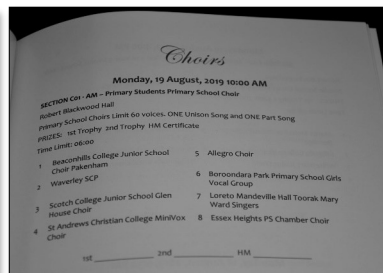 Choirs
Monday, 19 August, 2019 10:00 AM
SECTION C01 - AM – Primary Students Primary School Choir
Robert Blackwood Hall
Primary School Choirs Limit 60 voices. ONE Unison Song and ONE Part Song
PRIZES: 1st Trophy 2nd Trophy HM Certificate
Time Limit: 06:00
1 Beaconhills College Junior School
Choir Pakenham
2 Waverley SCP
3 Scotch College Junior School Glen
House Choir
4 St Andrews Christian College MiniVox
Choir
5 Allegro Choir
6 Boroondara Park Primary School Girls
Vocal Group
7 Loreto Mandeville Hall Toorak Mary
Ward Singers
8 Essex Heights PS Chamber Choir
1st ________ 2nd ________ HM ________